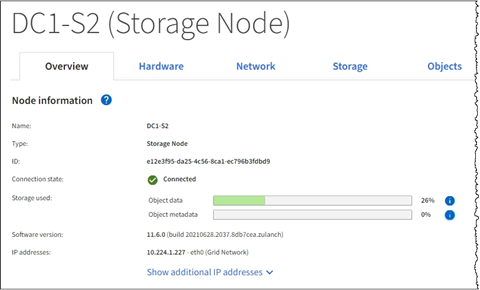 DC1-S2 (Storage Node)
Overview Hardware Network Storage Objects
Node information ?
Name: DC1-S2
Type: Storage Node
ID: e12e3f95-da25-4c56-8ca1-ec796b3fdbd9
Connection state: Connected
Storage used: Object data 26% i
Object metadata 0% i
Software version: 11.6.0 (build 20210628.2037.8db7cea.zulanch)
IP addresses: 10.224.1.227 - eth0 (Grid Network)
Show additional IP addresses